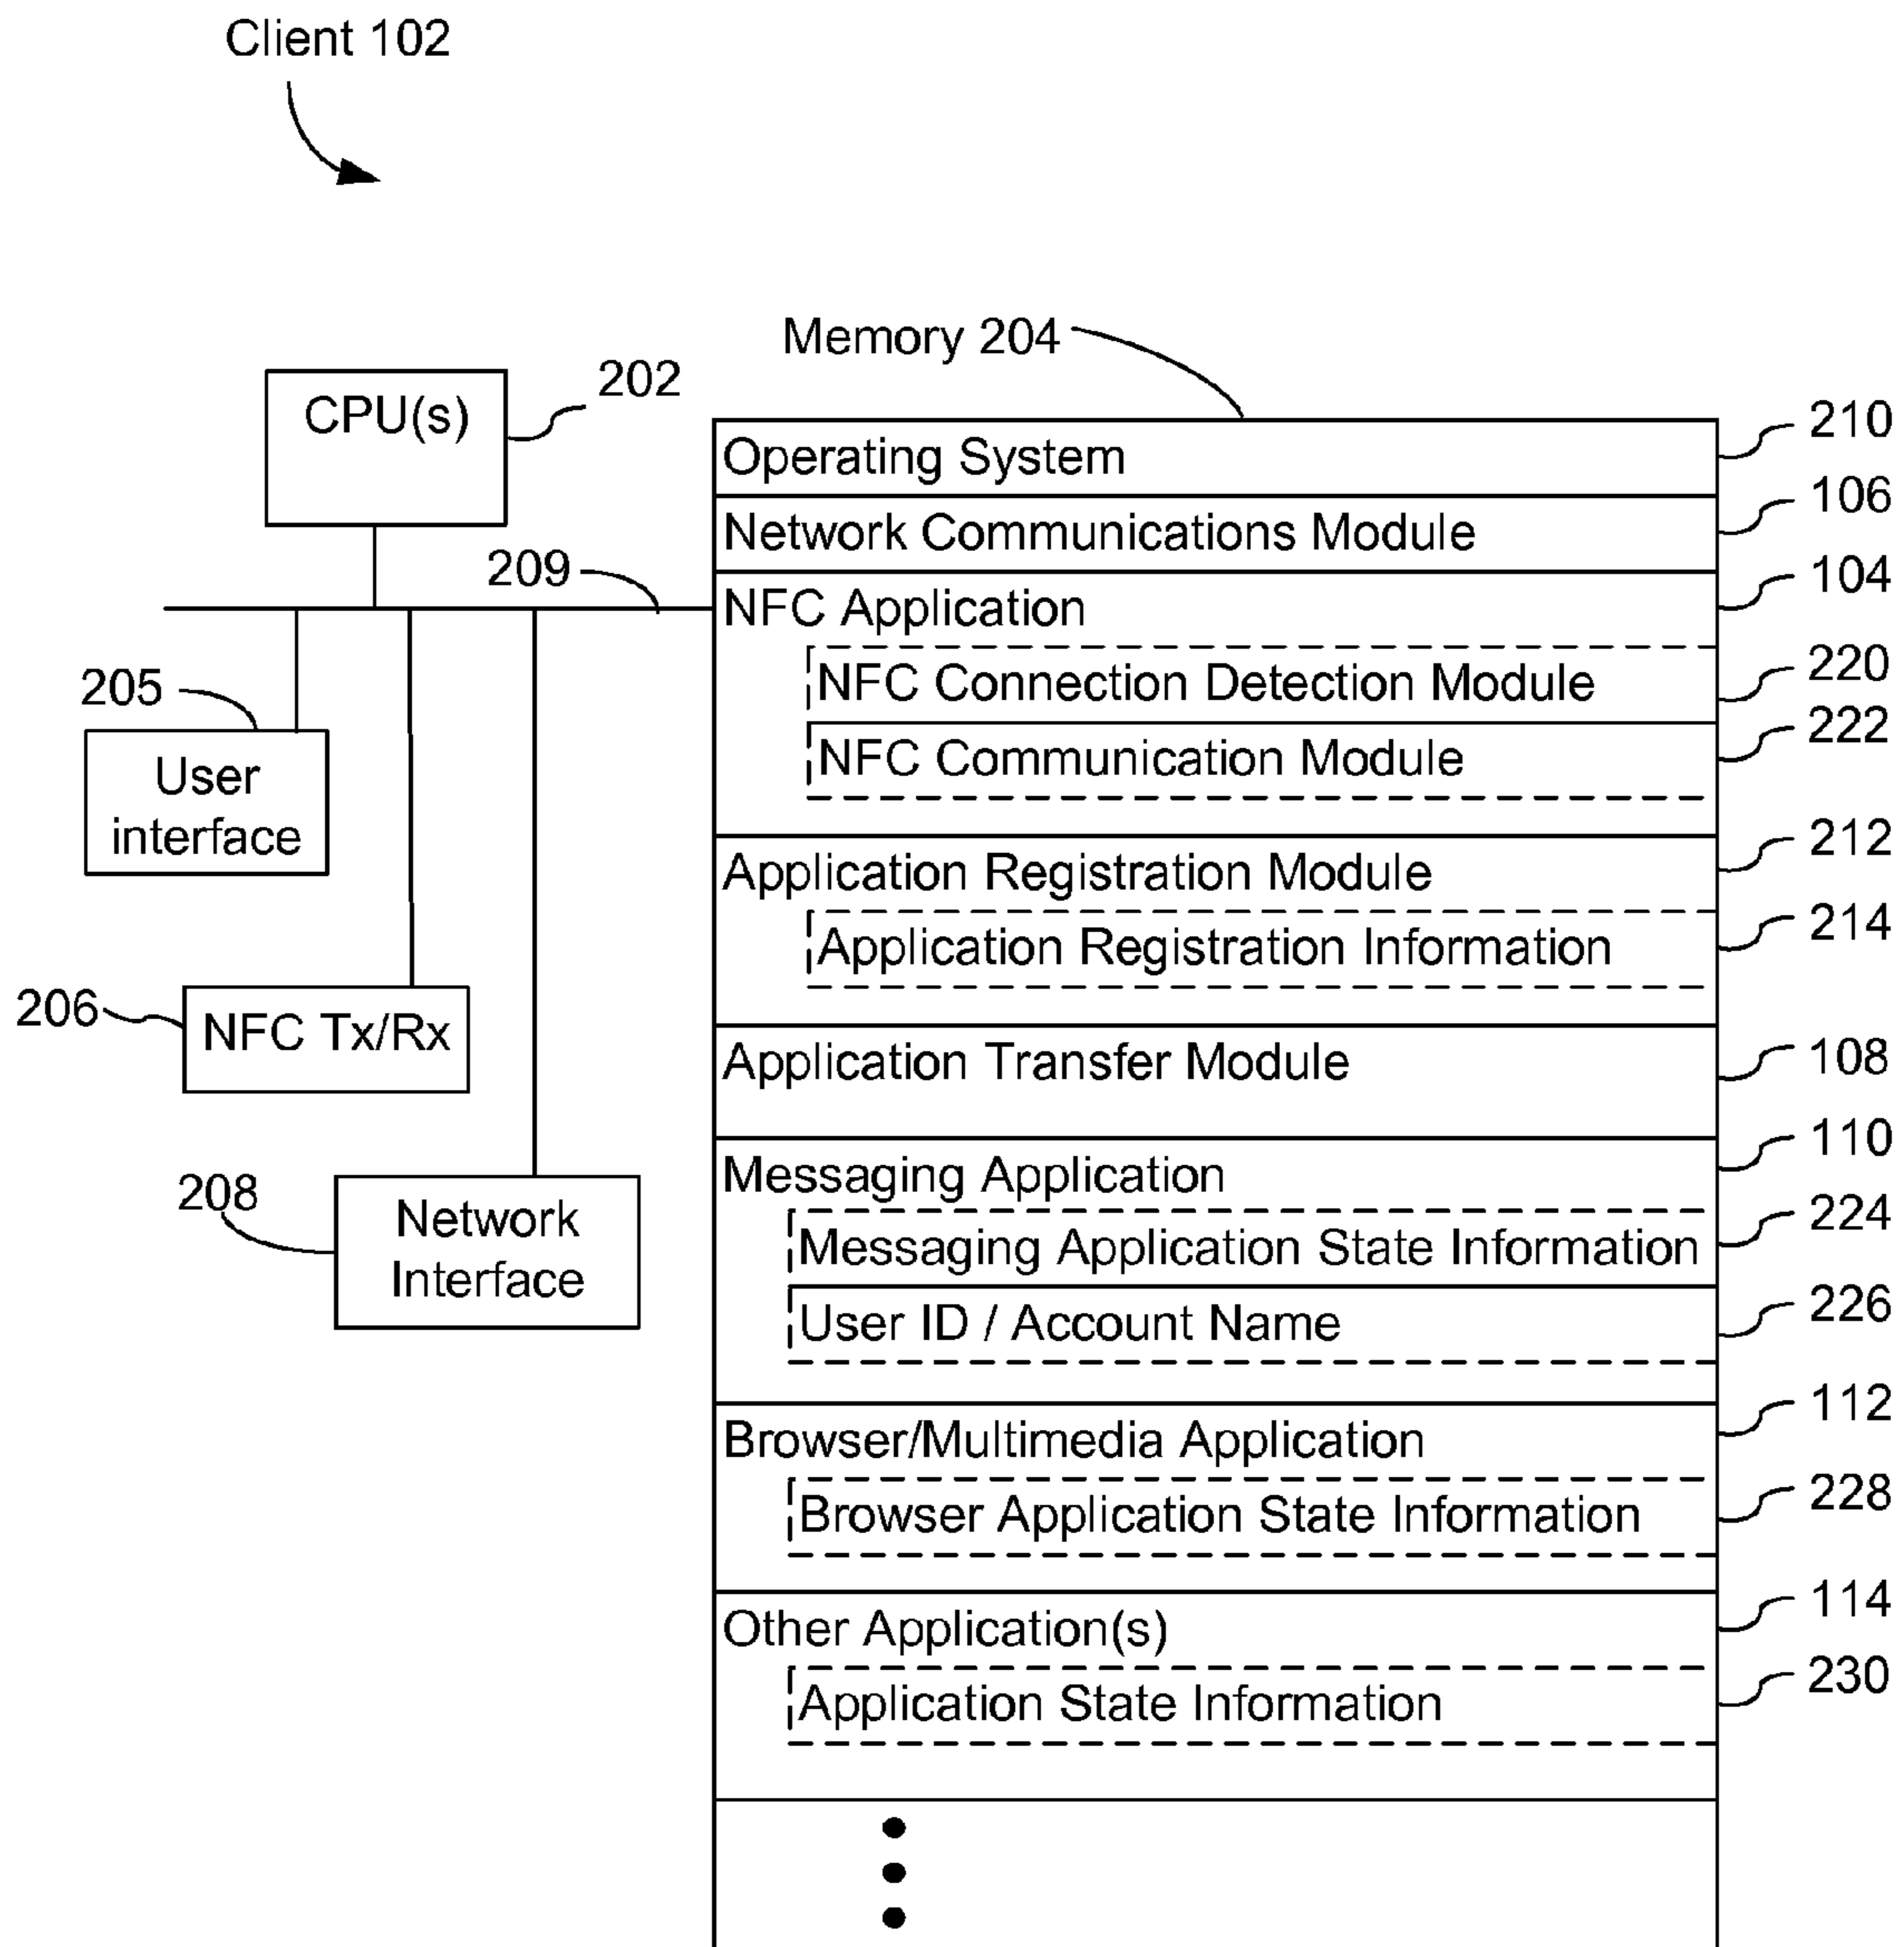 Client 102
Memory 204
CPU(s)
202
209
205
User
interface
206
NFC Tx/Rx
208
Network
Interface
Operating System
210
Network Communications Module
106
NFC Application
104
NFC Connection Detection Module
220
NFC Communication Module
222
Application Registration Module
212
Application Registration Information
214
Application Transfer Module
108
Messaging Application
110
Messaging Application State Information
224
User ID / Account Name
226
Browser/Multimedia Application
112
Browser Application State Information
228
Other Application(s)
114
Application State Information
230